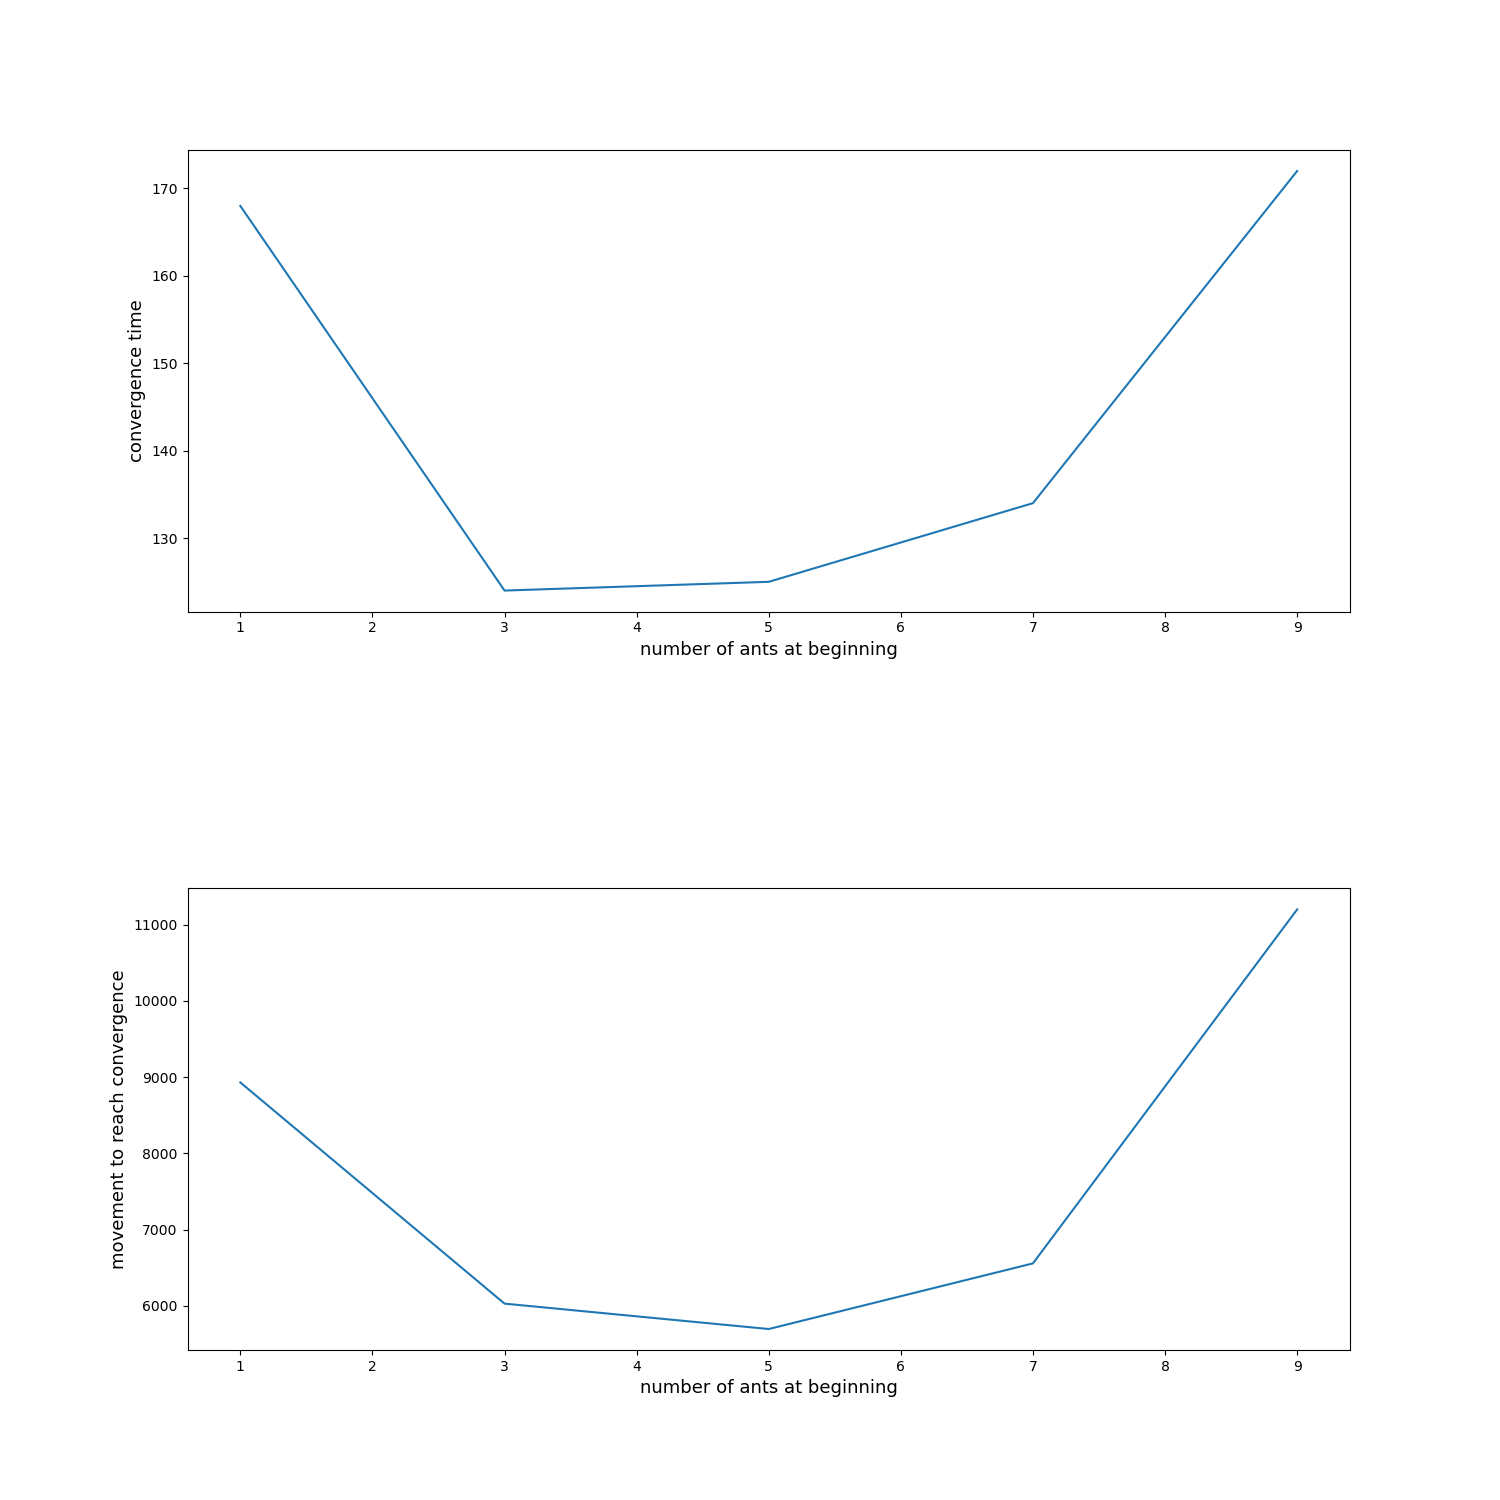 170
160
150
140
130
convergence time
1 2 3 4 5 6 7 8 9
number of ants at beginning
11000
10000
9000
8000
7000
6000
movement to reach convergence
1 2 3 4 5 6 7 8 9
number of ants at beginning